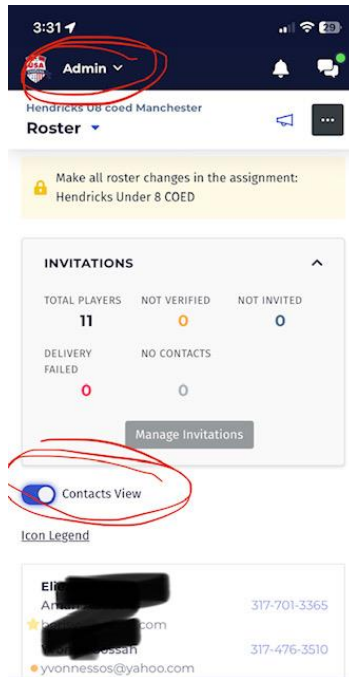 3:31
29
USA
Admin
Hendricks U8 coed Manchester
Roster
Make all roster changes in the assignment:
Hendricks Under 8 COED
INVITATIONS
TOTAL PLAYERS NOT VERIFIED NOT INVITED
11 0 0
DELIVERY FAILED NO CONTACTS
0 0
Manage Invitations
Contacts View
Icon Legend
317-701-3365
com
317-476-3510
yvonnessos@yahoo.com